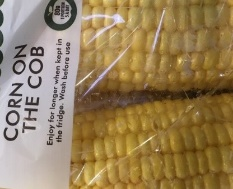 CORN ON
THE COB
Enjoy for longer when kept in
the fridge. Wash before use